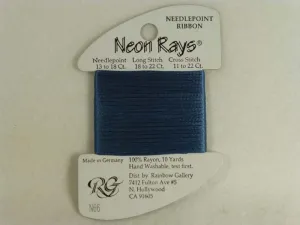 NEEDLEPOINT
RIBBON
Neon Rays®
Needlepoint Long Stitch Cross Stitch
13 to 18 Ct. 18 to 22 Ct. 11 to 22 Ct.
Made in Germany
100% Rayon, 10 Yards
Hand Washable, test first.
RG
Dist by Rainbow Gallery
7412 Fulton Ave #5
N. Hollywood
CA 91605